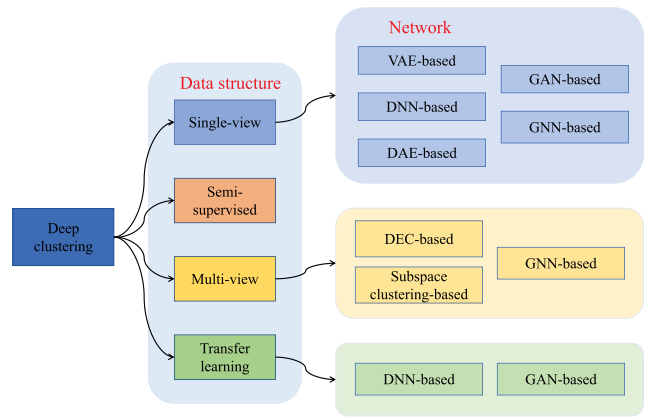 Network
VAE-based
GAN-based
DNN-based
GNN-based
DAE-based
Data structure
Single-view
Semi-
supervised
Multi-view
Transfer
learning
Deep
clustering
DEC-based
GNN-based
Subspace
clustering-based
DNN-based
GAN-based